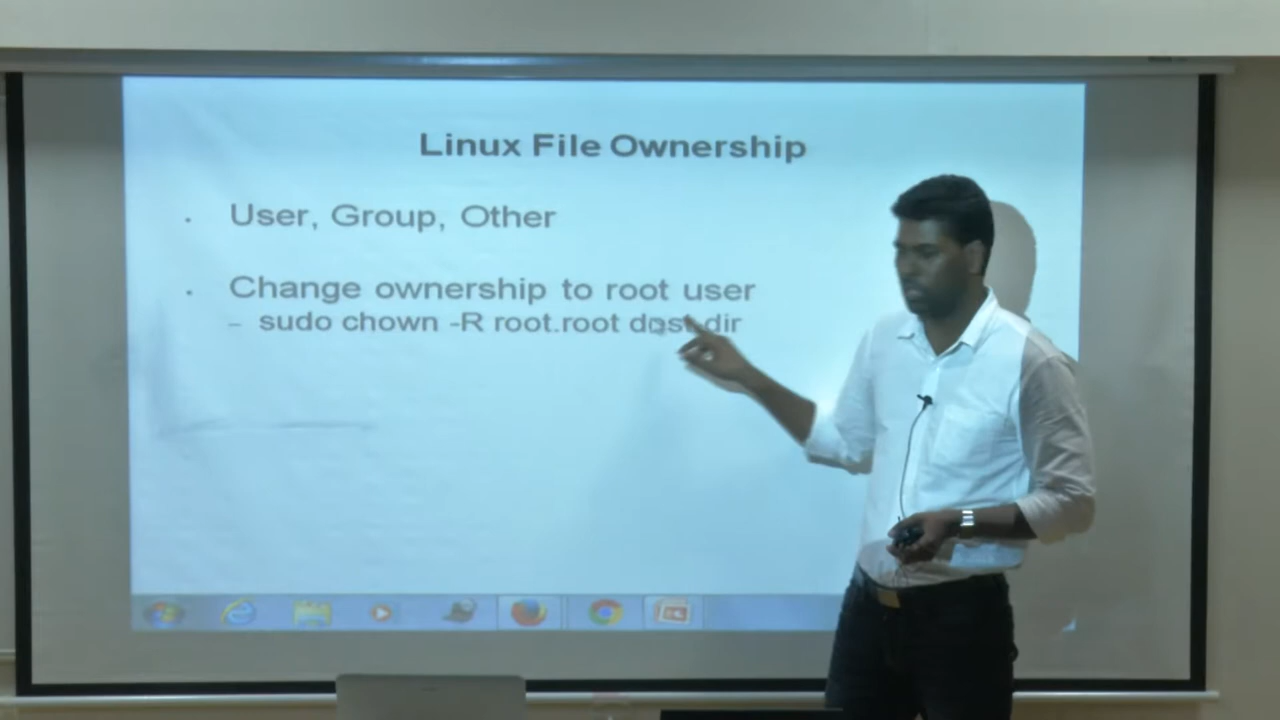 Linux File Ownership
. User, Group, Other
. Change ownership to root user
– sudo chown -R root.root dir